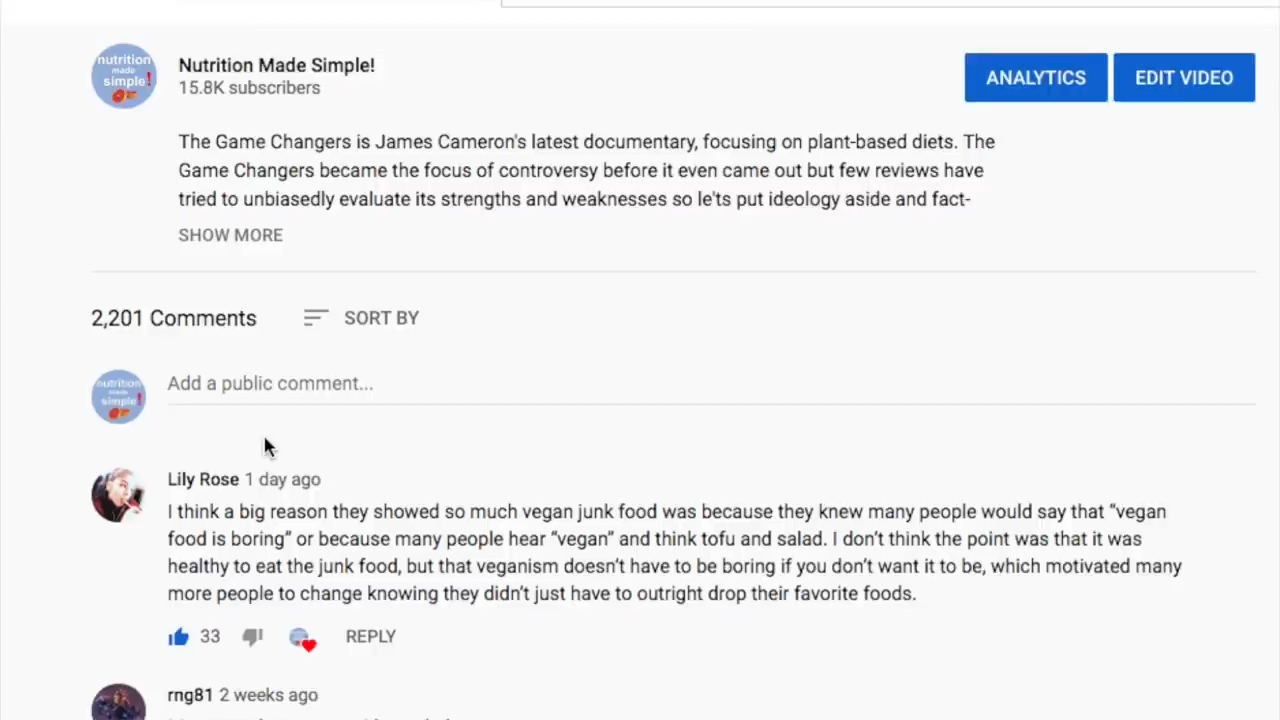 nutrition
made
simple!
Nutrition Made Simple!
15.8K subscribers
ANALYTICS
EDIT VIDEO
The Game Changers is James Cameron's latest documentary, focusing on plant-based diets. The
Game Changers became the focus of controversy before it even came out but few reviews have
tried to unbiasedly evaluate its strengths and weaknesses so le'ts put ideology aside and fact-
SHOW MORE
2,201 Comments
SORT BY
nutrition
made
simple!
Add a public comment...
Lily Rose 1 day ago
I think a big reason they showed so much vegan junk food was because they knew many people would say that “vegan
food is boring” or because many people hear “vegan” and think tofu and salad. I don’t think the point was that it was
healthy to eat the junk food, but that veganism doesn’t have to be boring if you don’t want it to be, which motivated many
more people to change knowing they didn’t just have to outright drop their favorite foods.
33
REPLY
rng81 2 weeks ago